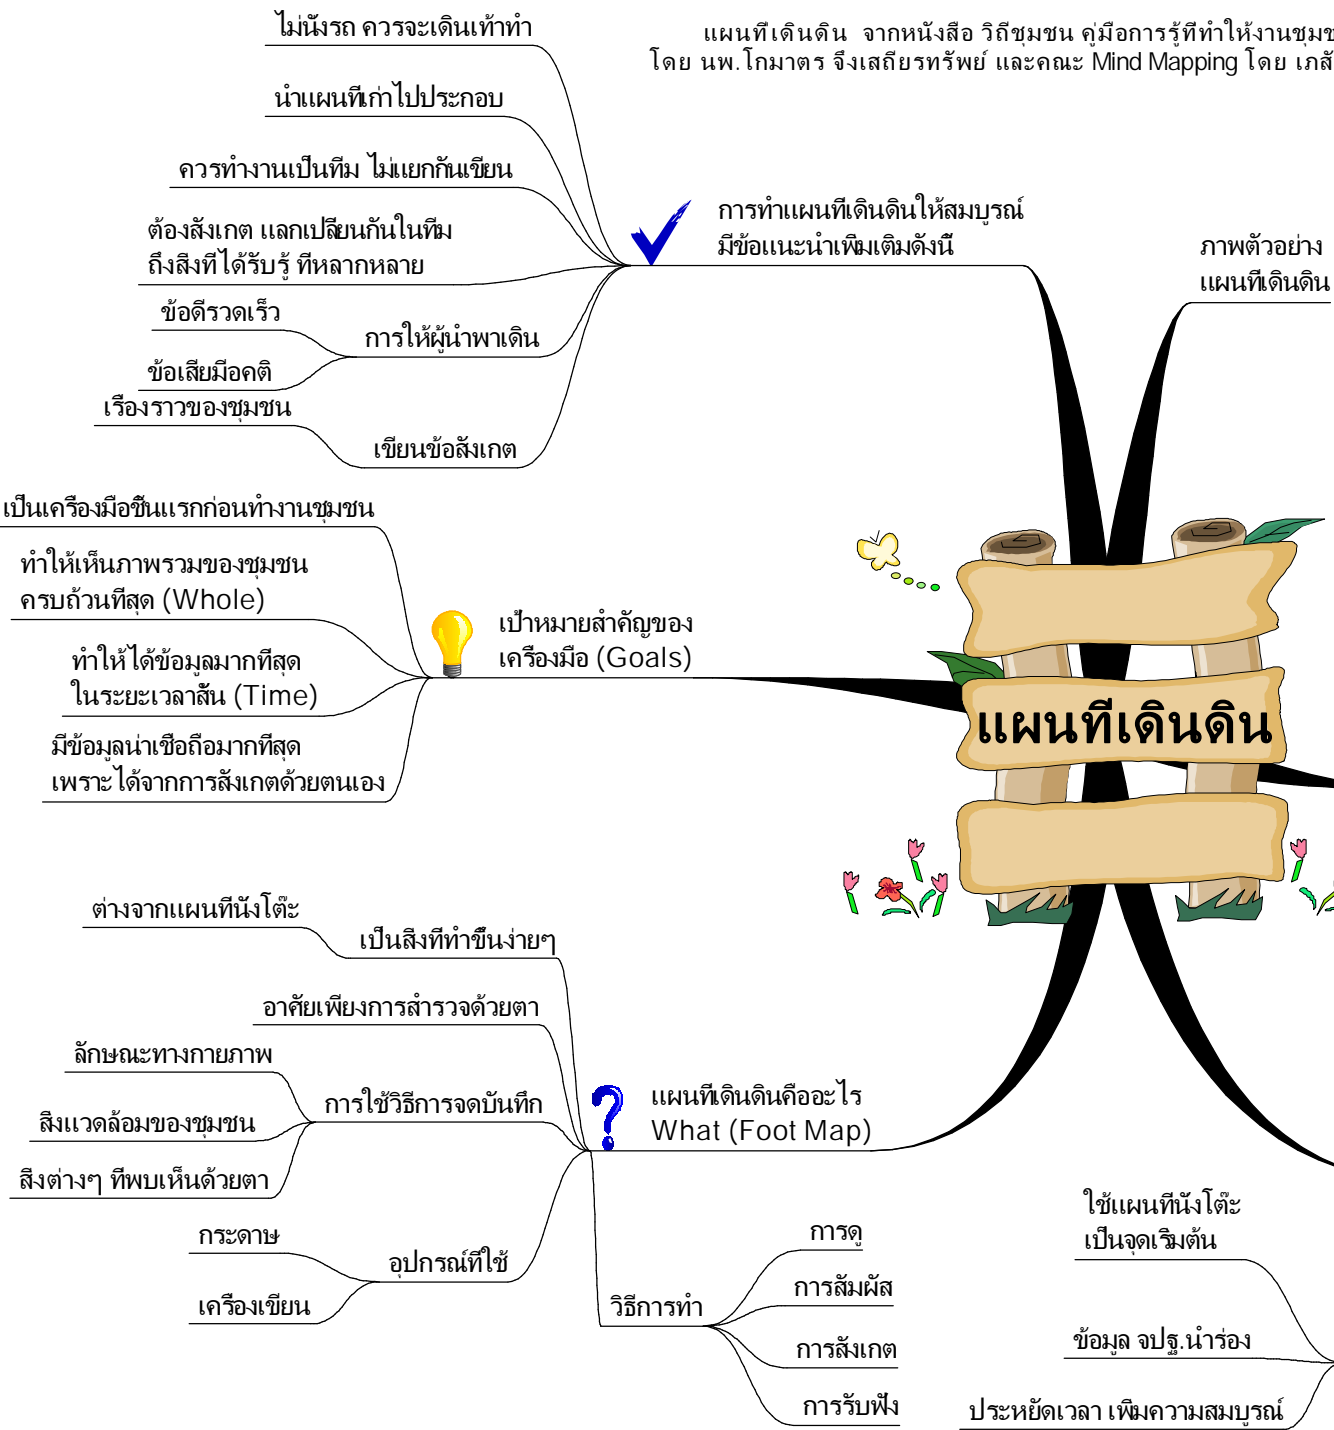 แผนที่เดินดิน จากหนังสือ วิถีชุมชน คู่มือการรู้ที่ทำให้งานชุมช
โดย นพ.โกมาตร จึงเสถียรทรัพย์ และคณะ Mind Mapping โดย เภสั
ไม่นั่งรถ ควรจะเดินเท้าทำ
นำแผนที่เก่าไปประกอบ
ควรทำงานเป็นทีม ไม่แยกกันเขียน
ต้องสังเกต แลกเปลี่ยนกันในทีม
ถึงสิ่งที่ได้รับรู้ ที่หลากหลาย
ข้อดีรวดเร็ว
การให้ผู้นำพาเดิน
ข้อเสียมีอคติ
เรื่องราวของชุมชน
เขียนข้อสังเกต
การทำแผนที่เดินดินให้สมบูรณ์
มีข้อแนะนำเพิ่มเติมดังนี้
ภาพตัวอย่าง
แผนที่เดินดิน
เป็นเครื่องมือชิ้นแรกก่อนทำงานชุมชน
ทำให้เห็นภาพรวมของชุมชน
ครบถ้วนที่สุด (Whole)
ทำให้ได้ข้อมูลมากที่สุด
ในระยะเวลาสั้น (Time)
มีข้อมูลน่าเชื่อถือมากที่สุด
เพราะได้จากการสังเกตด้วยตนเอง
เป้าหมายสำคัญของ
เครื่องมือ (Goals)
แผนที่เดินดิน
ต่างจากแผนที่นั่งโต๊ะ
เป็นสิ่งที่ทำขึ้นง่ายๆ
อาศัยเพียงการสำรวจด้วยตา
ลักษณะทางกายภาพ
การใช้วิธีการจดบันทึก
สิ่งแวดล้อมของชุมชน
สิ่งต่างๆ ที่พบเห็นด้วยตา
กระดาษ
อุปกรณ์ที่ใช้
เครื่องเขียน
แผนที่เดินดินคืออะไร
What (Foot Map)
วิธีการทำ
การดู
การสัมผัส
การสังเกต
การรับฟัง
ใช้แผนที่นั่งโต๊ะ
เป็นจุดเริ่มต้น
ข้อมูล จปฐ.นำร่อง
ประหยัดเวลา เพิ่มความสมบูรณ์